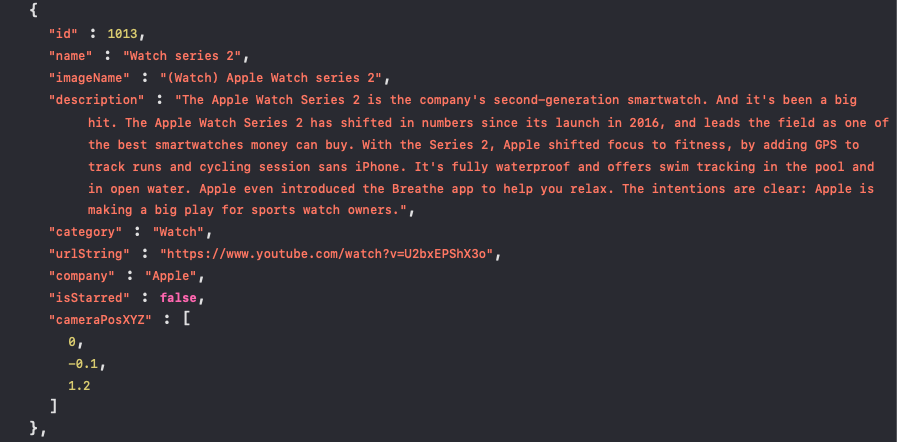 {
"id" : 1013,
"name" : "Watch series 2",
"imageName" : "(Watch) Apple Watch series 2",
"description" : "The Apple Watch Series 2 is the company's second-generation smartwatch. And it's been a big
hit. The Apple Watch Series 2 has shifted in numbers since its launch in 2016, and leads the field as one of
the best smartwatches money can buy. With the Series 2, Apple shifted focus to fitness, by adding GPS to
track runs and cycling session sans iPhone. It's fully waterproof and offers swim tracking in the pool and
in open water. Apple even introduced the Breathe app to help you relax. The intentions are clear: Apple is
making a big play for sports watch owners.",
"category" : "Watch",
"urlString" : "https://www.youtube.com/watch?v=U2bxEPShX3o",
"company" : "Apple",
"isStarred" : false,
"cameraPosXYZ" : [
0,
-0.1,
1.2
]
},